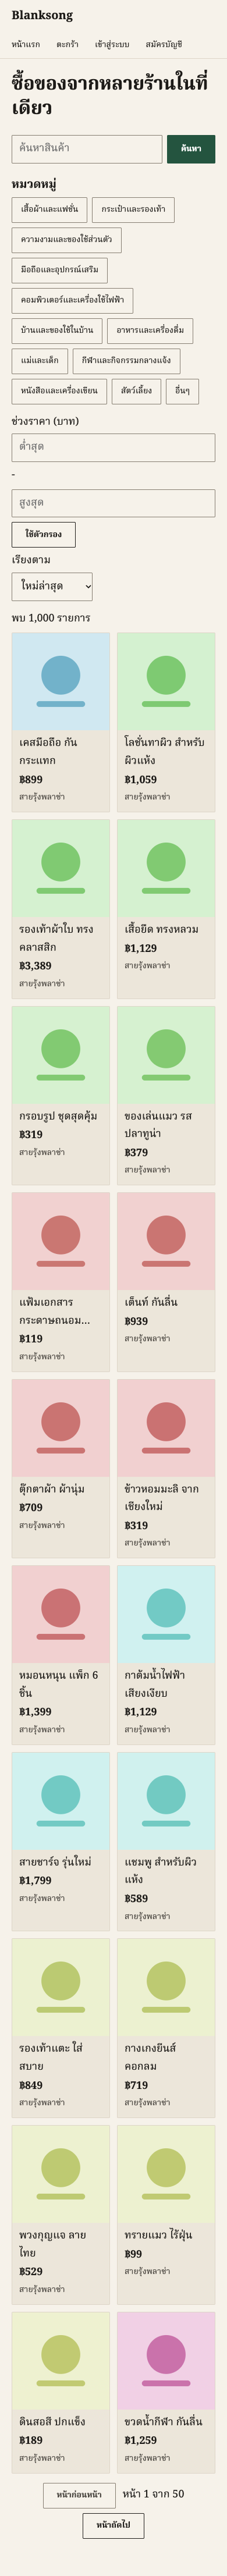 Blanksong
หน้าแรก ตะกร้า เข้าสู่ระบบ สมัครบัญชี
ซื้อของจากหลายร้านในที่
เดียว
ค้นหาสินค้า ค้นหา
หมวดหมู่
เสื้อผ้าและแฟชั่น กระเป๋าและรองเท้า
ความงามและของใช้ส่วนตัว
มือถือและอุปกรณ์เสริม
คอมพิวเตอร์และเครื่องใช้ไฟฟ้า
บ้านและของใช้ในบ้าน อาหารและเครื่องดื่ม
แม่และเด็ก กีฬาและกิจกรรมกลางแจ้ง
หนังสือและเครื่องเขียน สัตว์เลี้ยง อื่นๆ
ช่วงราคา (บาท)
ต่ำสุด
-
สูงสุด
ใช้ตัวกรอง
เรียงตาม
ใหม่ล่าสุด
พบ 1,000 รายการ
เคสมือถือ กัน
กระแทก
฿899
สายรุ้งพลาซ่า
โลชั่นทาผิว สำหรับ
ผิวแห้ง
฿1,059
สายรุ้งพลาซ่า
รองเท้าผ้าใบ ทรง
คลาสสิก
฿3,389
สายรุ้งพลาซ่า
เสื้อยืด ทรงหลวม
฿1,129
สายรุ้งพลาซ่า
กรอบรูป ชุดสุดคุ้ม
฿319
สายรุ้งพลาซ่า
ของเล่นแมว รส
ปลาทูน่า
฿379
สายรุ้งพลาซ่า
แฟ้มเอกสาร
กระดาษถนอม...
฿119
สายรุ้งพลาซ่า
เต็นท์ กันลื่น
฿939
สายรุ้งพลาซ่า
ตุ๊กตาผ้า ผ้านุ่ม
฿709
สายรุ้งพลาซ่า
ข้าวหอมมะลิ จาก
เชียงใหม่
฿319
สายรุ้งพลาซ่า
หมอนหนุน แพ็ก 6
ชิ้น
฿1,399
สายรุ้งพลาซ่า
กาต้มน้ำไฟฟ้า
เสียงเงียบ
฿1,129
สายรุ้งพลาซ่า
สายชาร์จ รุ่นใหม่
฿1,799
สายรุ้งพลาซ่า
แชมพู สำหรับผิว
แห้ง
฿589
สายรุ้งพลาซ่า
รองเท้าแตะ ใส่
สบาย
฿849
สายรุ้งพลาซ่า
กางเกงยีนส์
คอกลม
฿719
สายรุ้งพลาซ่า
พวงกุญแจ ลาย
ไทย
฿529
สายรุ้งพลาซ่า
ทรายแมว ไร้ฝุ่น
฿99
สายรุ้งพลาซ่า
ดินสอสี ปกแข็ง
฿189
สายรุ้งพลาซ่า
ขวดน้ำกีฬา กันลื่น
฿1,259
สายรุ้งพลาซ่า
หน้าก่อนหน้า หน้า 1 จาก 50
หน้าถัดไป